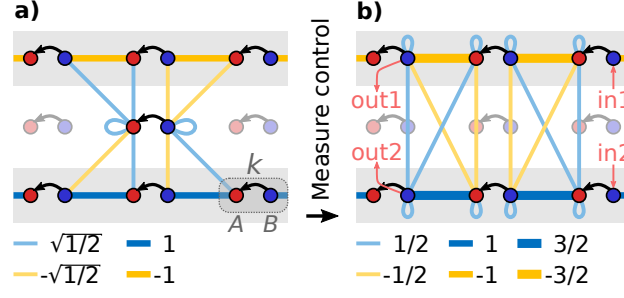 a)
b)
Measure control
k
A
B
out1
out2
in1
in2
√1/2
1
-√1/2
-1
1/2
1
3/2
-1/2
-1
-3/2